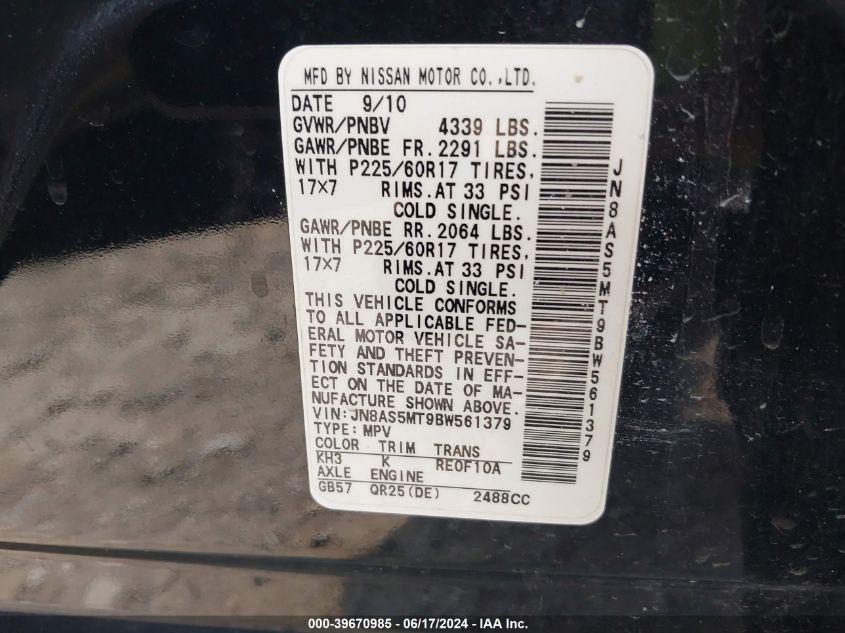 MFD BY NISSAN MOTOR CO.,LTD.
DATE 9/10
GVWR/PNBV 4339 LBS.
GAWR/PNBE FR. 2291 LBS.
WITH P225/60R17 TIRES,
17X7 RIMS.AT 33 PSI
COLD SINGLE.
GAWR/PNBE RR. 2064 LBS.
WITH P225/60R17 TIRES,
17X7 RIMS.AT 33 PSI
COLD SINGLE.
THIS VEHICLE CONFORMS
TO ALL APPLICABLE FED-
ERAL MOTOR VEHICLE SA-
FETY AND THEFT PREVEN-
TION STANDARDS IN EFF-
ECT ON THE DATE OF MA-
NUFACTURE SHOWN ABOVE.
VIN:JN8AS5MT9BW561379
TYPE:MPV
COLOR TRIM TRANS
KH3 K RE0F10A
AXLE ENGINE
GB57 QR25(DE) 2488CC
JN8AS5MT9BW561379
000-39670985 - 06/17/2024 - IAA Inc.